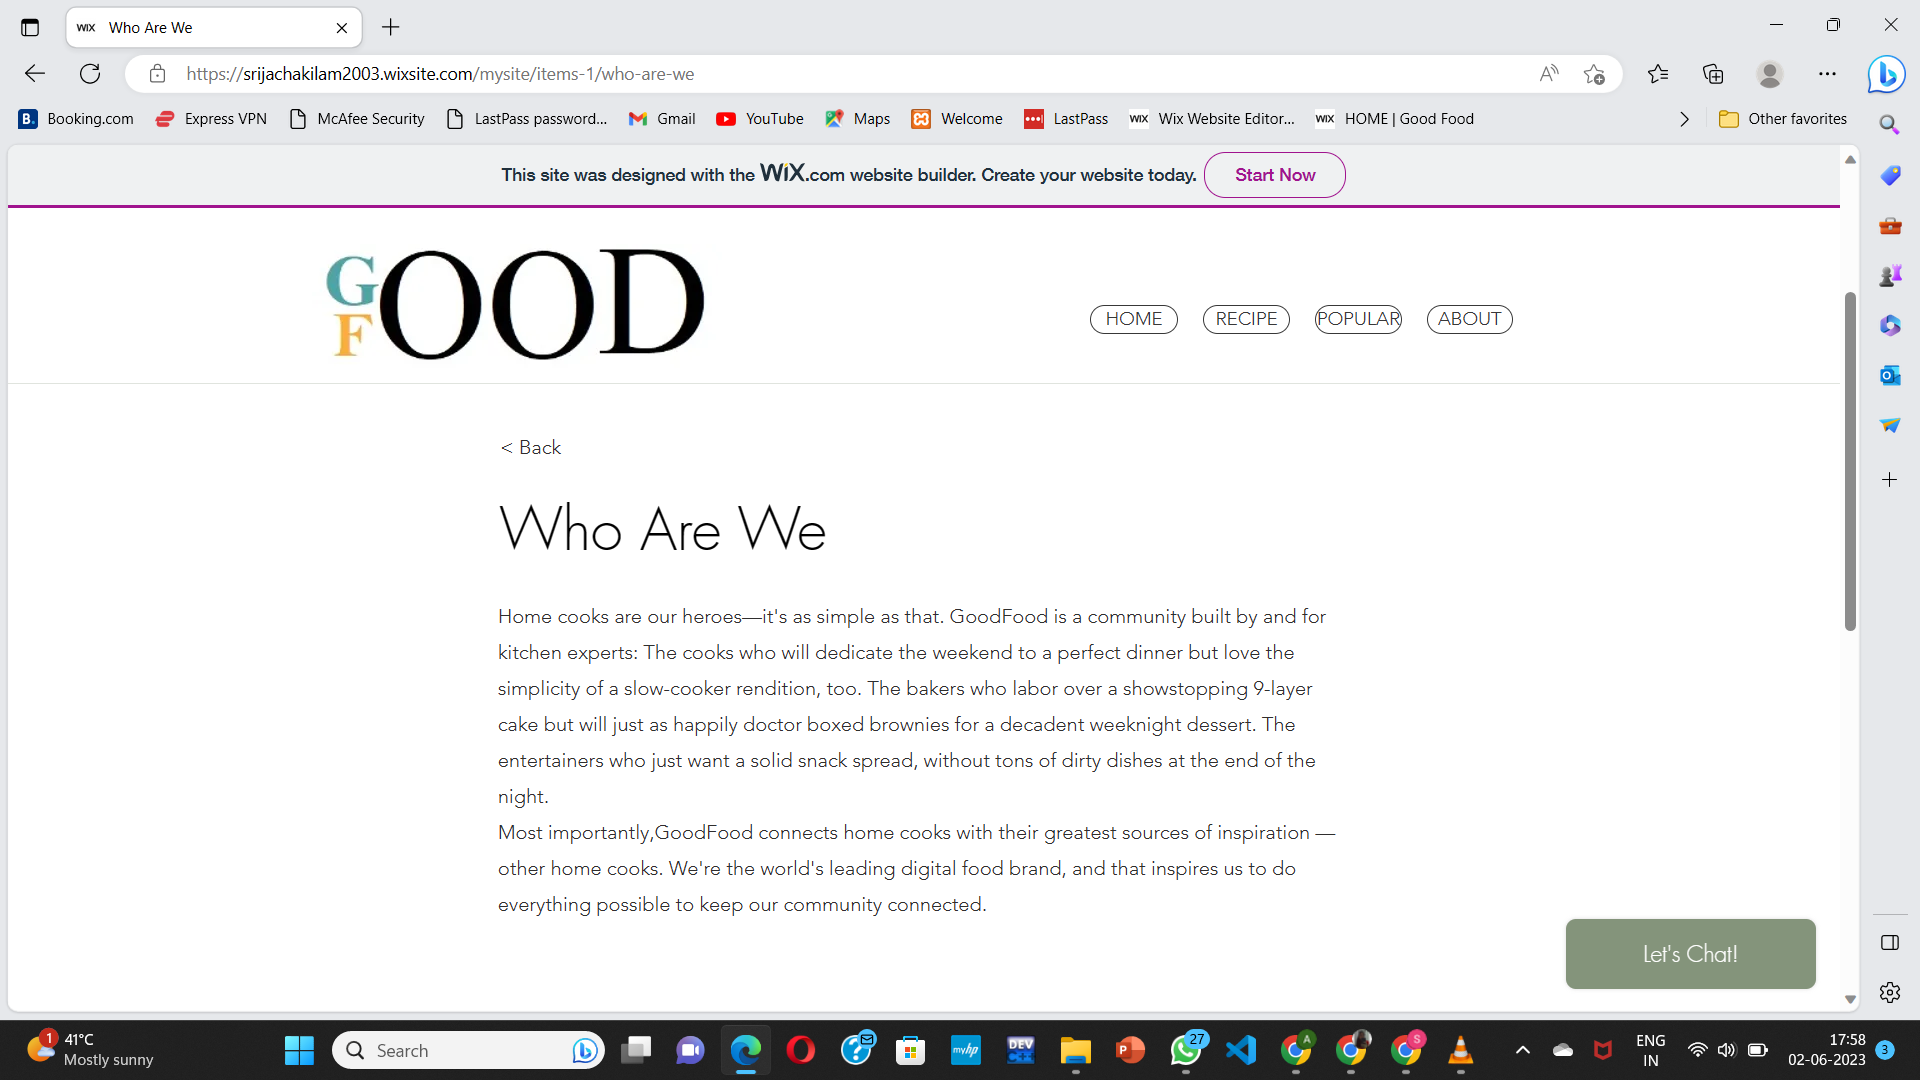 WIX Who Are We
https://srijachakilam2003.wixsite.com/mysite/items-1/who-are-we
B. Booking.com Express VPN McAfee Security LastPass password... Gmail YouTube Maps Welcome LastPass WIX Wix Website Editor... WIX HOME | Good Food Other favorites
This site was designed with the WiX.com website builder. Create your website today. Start Now
GOOD
F
HOME RECIPE POPULAR ABOUT
< Back
Who Are We
Home cooks are our heroes—it's as simple as that. GoodFood is a community built by and for
kitchen experts: The cooks who will dedicate the weekend to a perfect dinner but love the
simplicity of a slow-cooker rendition, too. The bakers who labor over a showstopping 9-layer
cake but will just as happily doctor boxed brownies for a decadent weeknight dessert. The
entertainers who just want a solid snack spread, without tons of dirty dishes at the end of the
night.
Most importantly,GoodFood connects home cooks with their greatest sources of inspiration —
other home cooks. We're the world's leading digital food brand, and that inspires us to do
everything possible to keep our community connected.
Let's Chat!
1 41°C
Mostly sunny
Search
myhp
DEV
C++
27
A
S
ENG
IN
17:58
02-06-2023
3